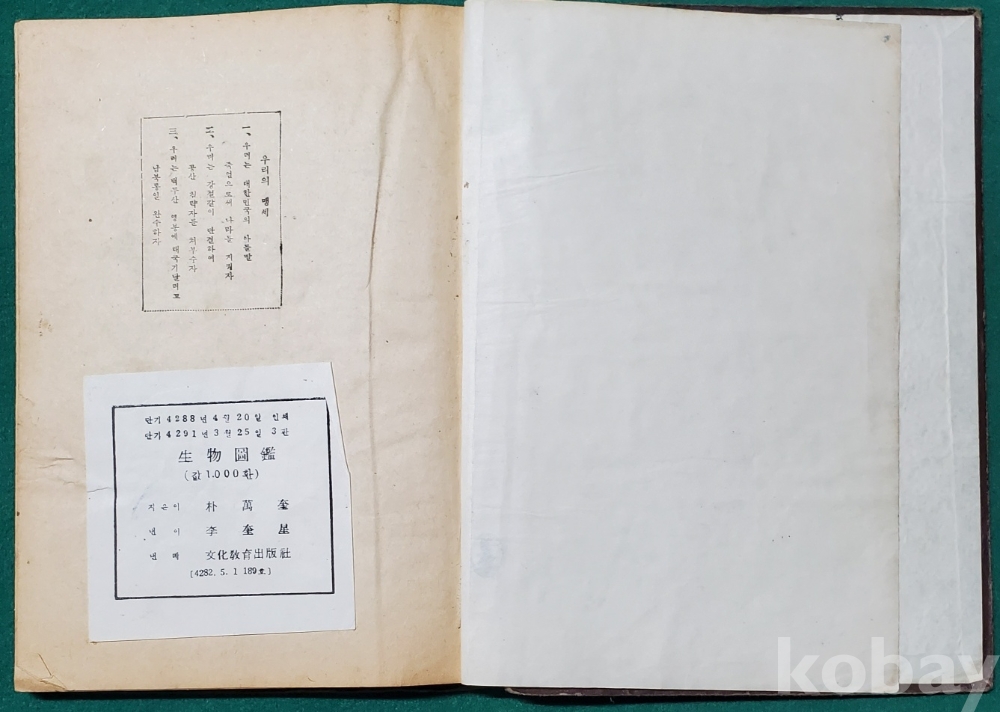 우리의 맹세
一、우리는 대한민국의 아들딸
죽엄으로써 나라를 지키자
二、우리는 강철같이 단결하여
공산 침략자를 쳐부수자
三、우리는 백두산 영봉에 태국기 날리고
남북통일 완수하자
단기 4288년 4월 20일 인쇄
단기 4291년 3월 25일 3판
生物圖鑑
(값 1.000환)
지은이 朴萬奎
낸이 李奎星
낸곳 文化敎育出版社
[4282. 5. 1 189호]
kobay